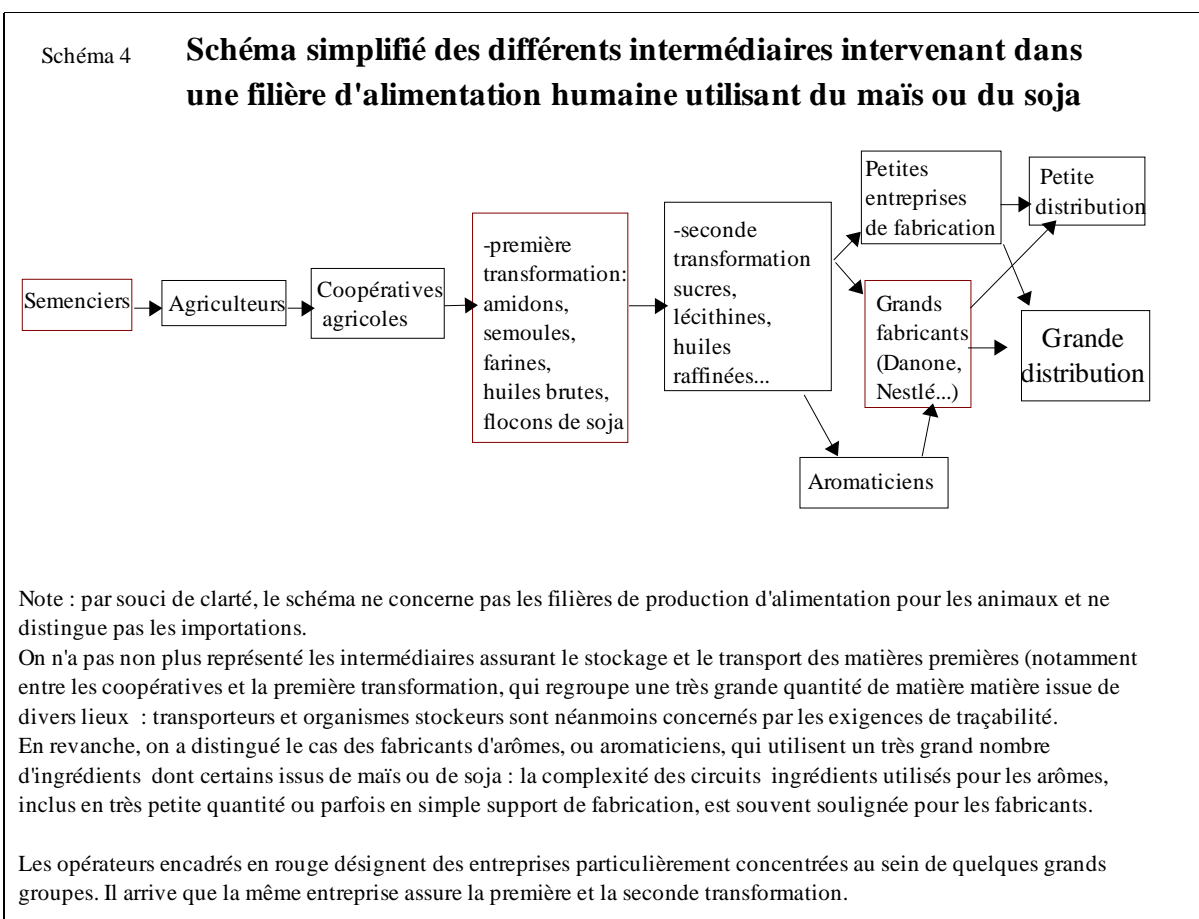 Schéma 4
Schéma simplifié des différents intermédiaires intervenant dans
une filière d'alimentation humaine utilisant du maïs ou du soja
Semenciers
Agriculteurs
Coopératives
agricoles
-première
transformation:
amidons,
semoules,
farines,
huiles brutes,
flocons de soja
-seconde
transformation
sucres,
lécithines,
huiles
raffinées...
Petites
entreprises
de fabrication
Petite
distribution
Grands
fabricants
(Danone,
Nestlé...)
Grande
distribution
Aromaticiens
Note : par souci de clarté, le schéma ne concerne pas les filières de production d'alimentation pour les animaux et ne
distingue pas les importations.
On n'a pas non plus représenté les intermédiaires assurant le stockage et le transport des matières premières (notamment
entre les coopératives et la première transformation, qui regroupe une très grande quantité de matière matière issue de
divers lieux : transporteurs et organismes stockeurs sont néanmoins concernés par les exigences de traçabilité.
En revanche, on a distingué le cas des fabricants d'arômes, ou aromaticiens, qui utilisent un très grand nombre
d'ingrédients dont certains issus de maïs ou de soja : la complexité des circuits ingrédients utilisés pour les arômes,
inclus en très petite quantité ou parfois en simple support de fabrication, est souvent soulignée pour les fabricants.
Les opérateurs encadrés en rouge désignent des entreprises particulièrement concentrées au sein de quelques grands
groupes. Il arrive que la même entreprise assure la première et la seconde transformation.